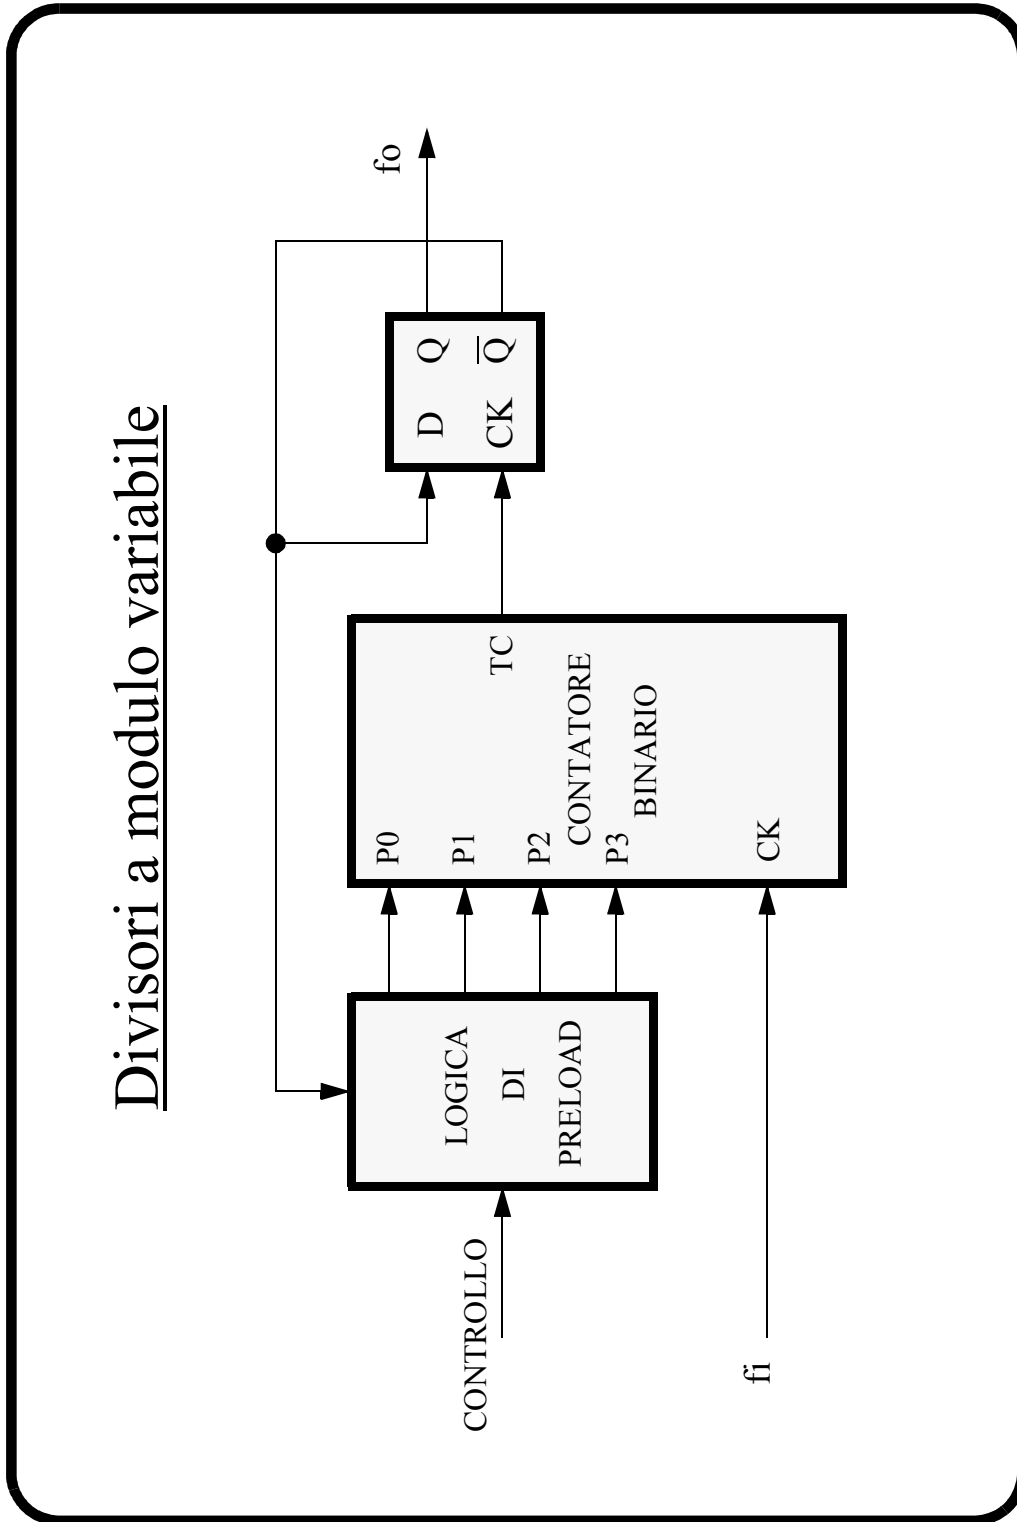 Divisori a modulo variabile
fo
D Q
CK Q̅
TC
P0
P1
P2
P3
CONTATORE
BINARIO
CK
LOGICA
DI
PRELOAD
CONTROLLO
fi